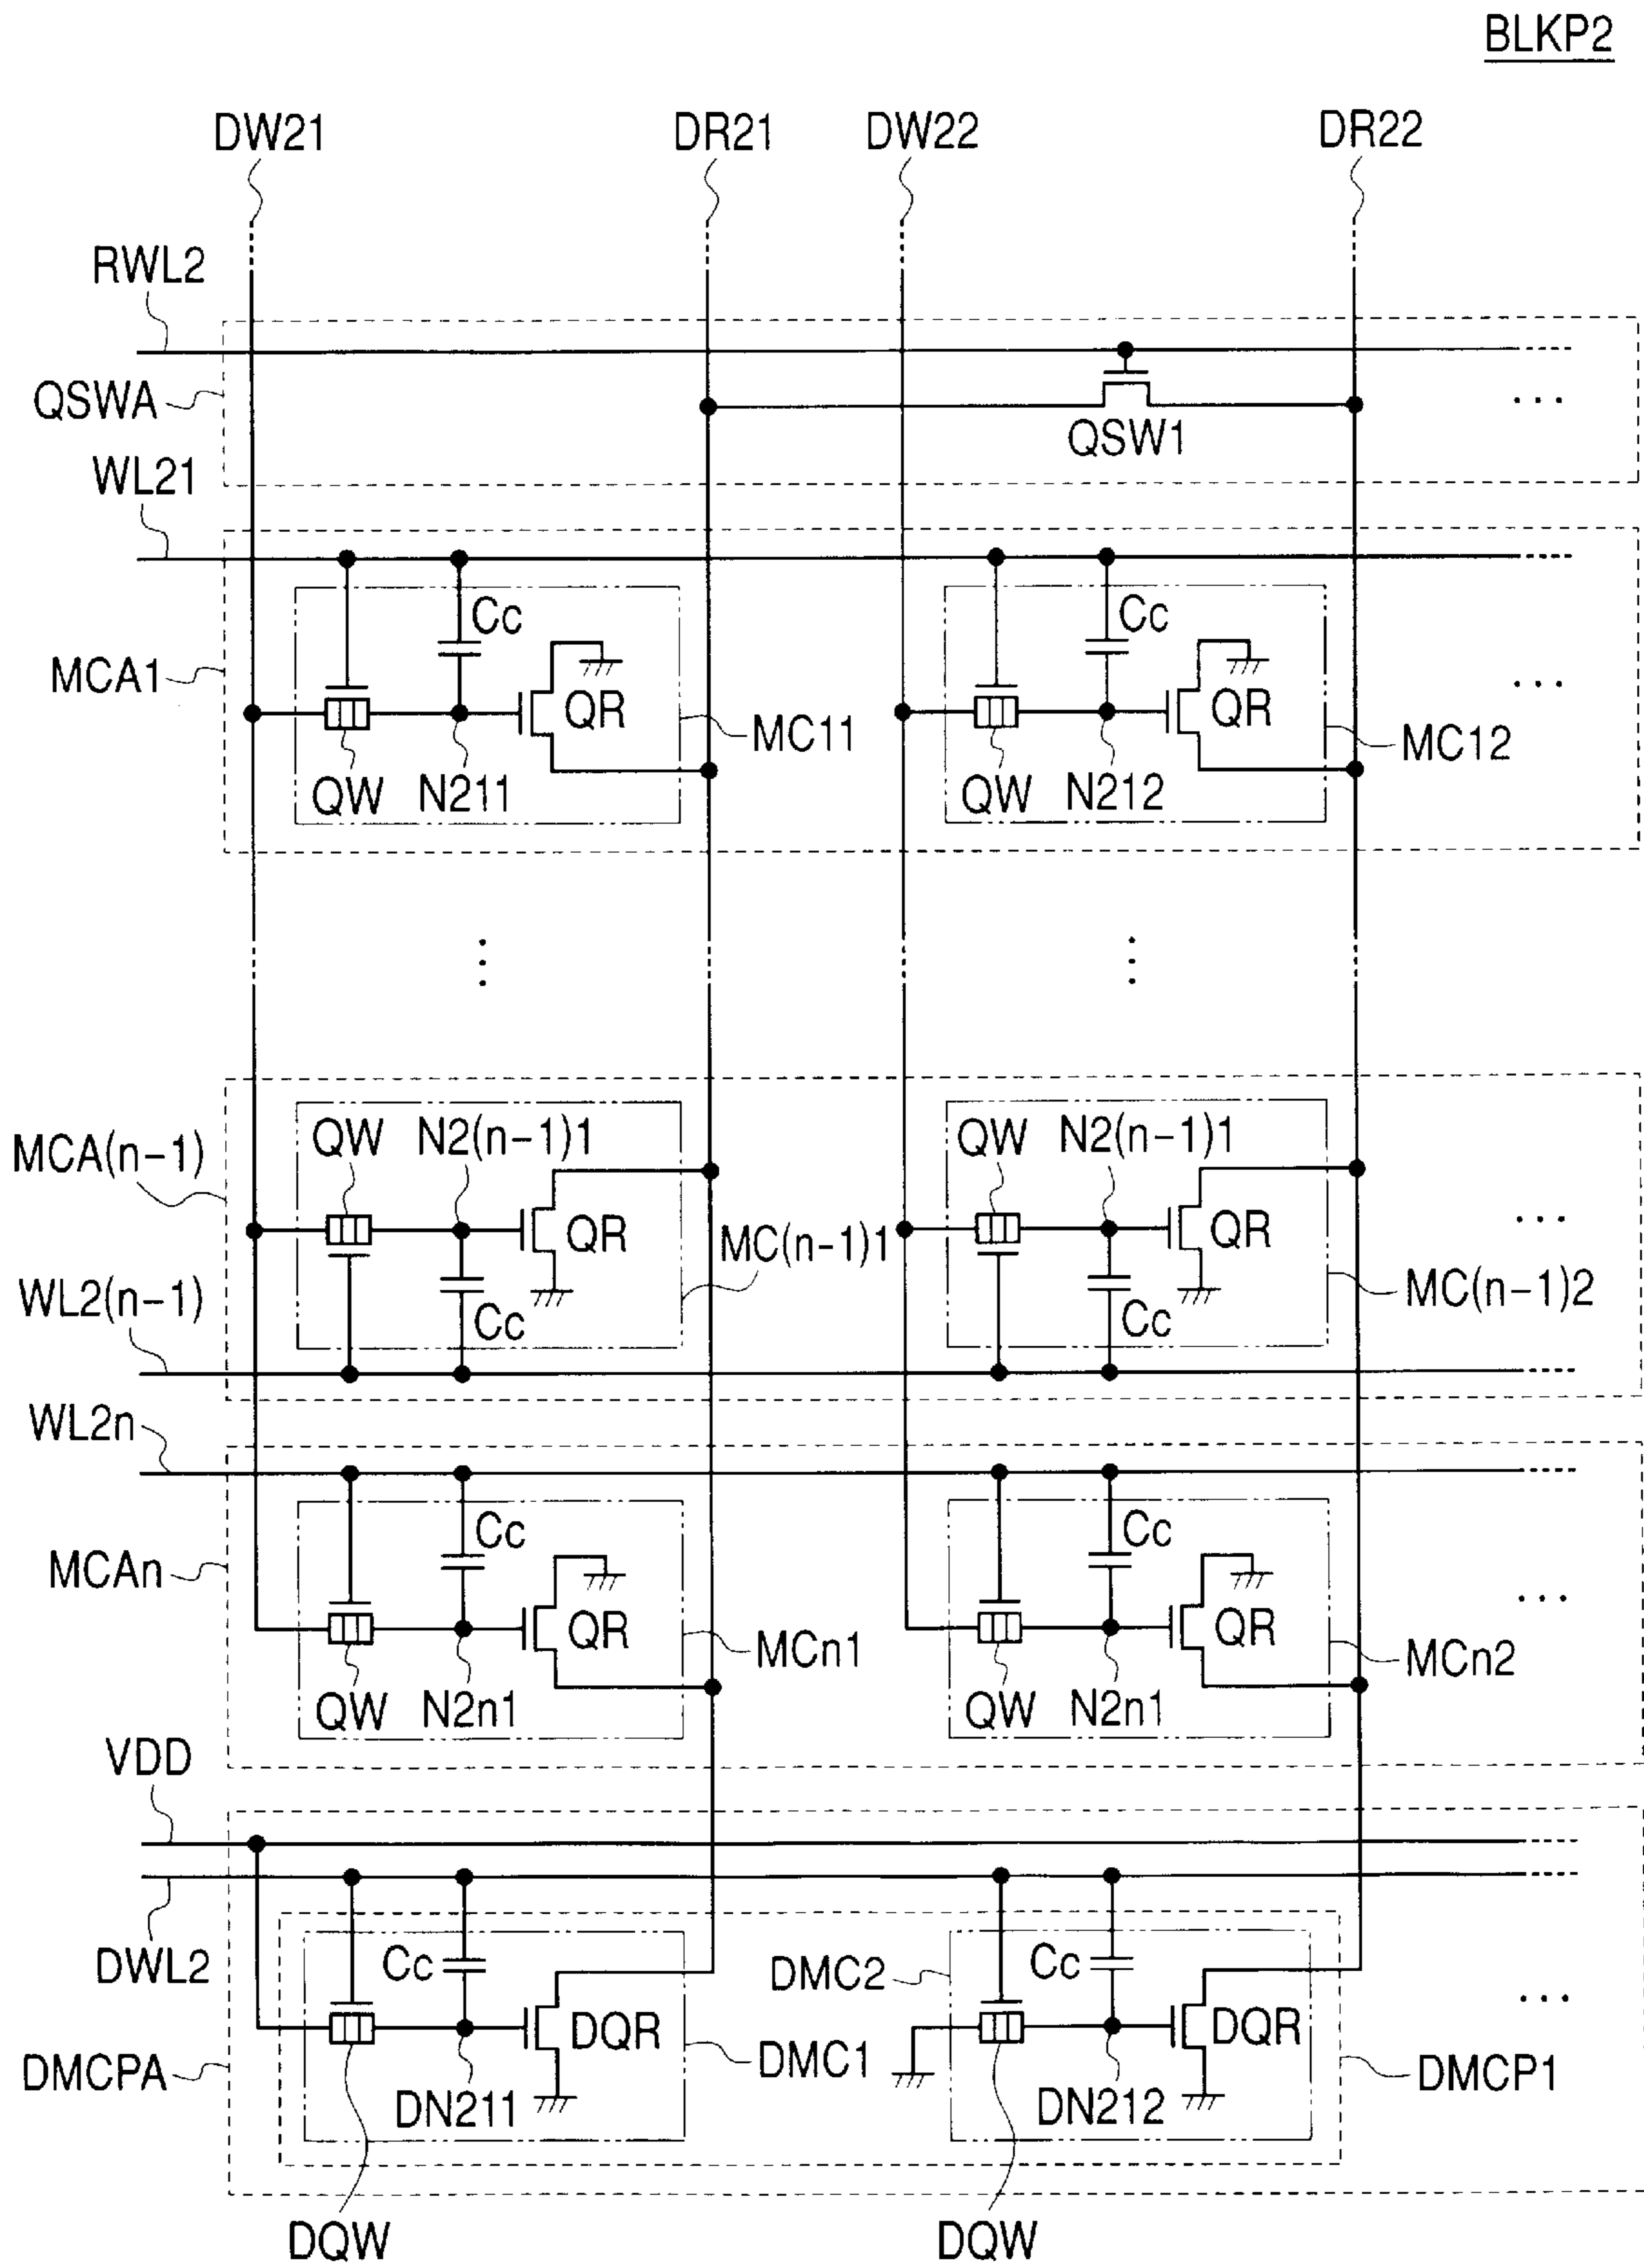 BLKP2
DW21 DR21 DW22 DR22
RWL2
QSWA
QSW1
WL21
Cc Cc
MCA1
QR QR
MC11 MC12
QW N211 QW N212
...
QW N2(n-1)1 QW N2(n-1)1
MCA(n-1)
QR QR
MC(n-1)1
WL2(n-1)
MC(n-1)2
Cc Cc
WL2n
Cc Cc
MCAn
QR QR
MCn1 MCn2
QW N2n1 QW N2n1
VDD
DWL2
Cc DMC2 Cc
DQR DQR
DMCPA
DMC1 DMCP1
DN211 DN212
DQW DQW